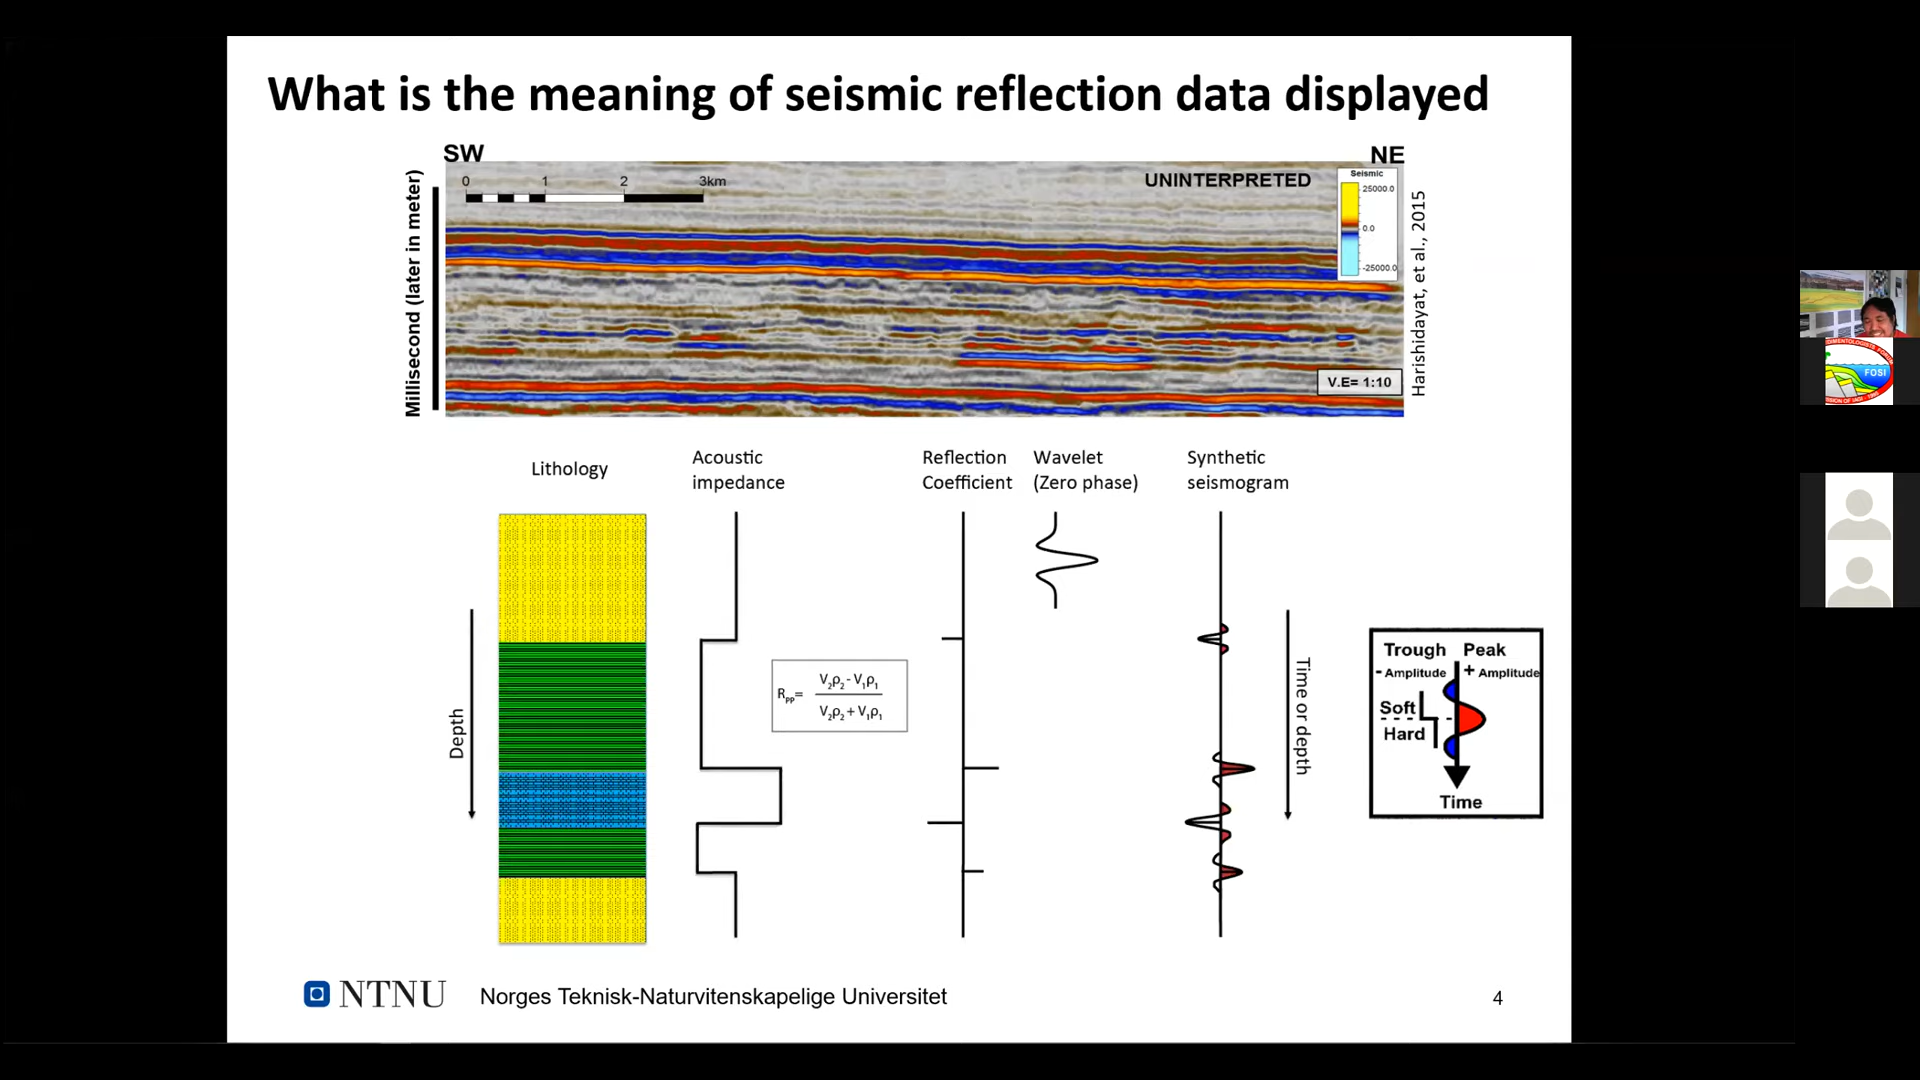 What is the meaning of seismic reflection data displayed
SW
NE
0 1 2 3km
UNINTERPRETED
Seismic
25000.0
0.0
-25000.0
V.E= 1:10
Millisecond (later in meter)
Harishidayat, et al., 2015
Lithology
Acoustic
impedance
Reflection
Coefficient
Wavelet
(Zero phase)
Synthetic
seismogram
Depth
Rpp= V2ρ2 - V1ρ1
V2ρ2 + V1ρ1
Time or depth
Trough Peak
- Amplitude + Amplitude
Soft
Hard
Time
NTNU
Norges Teknisk-Naturvitenskapelige Universitet
4
FOSI